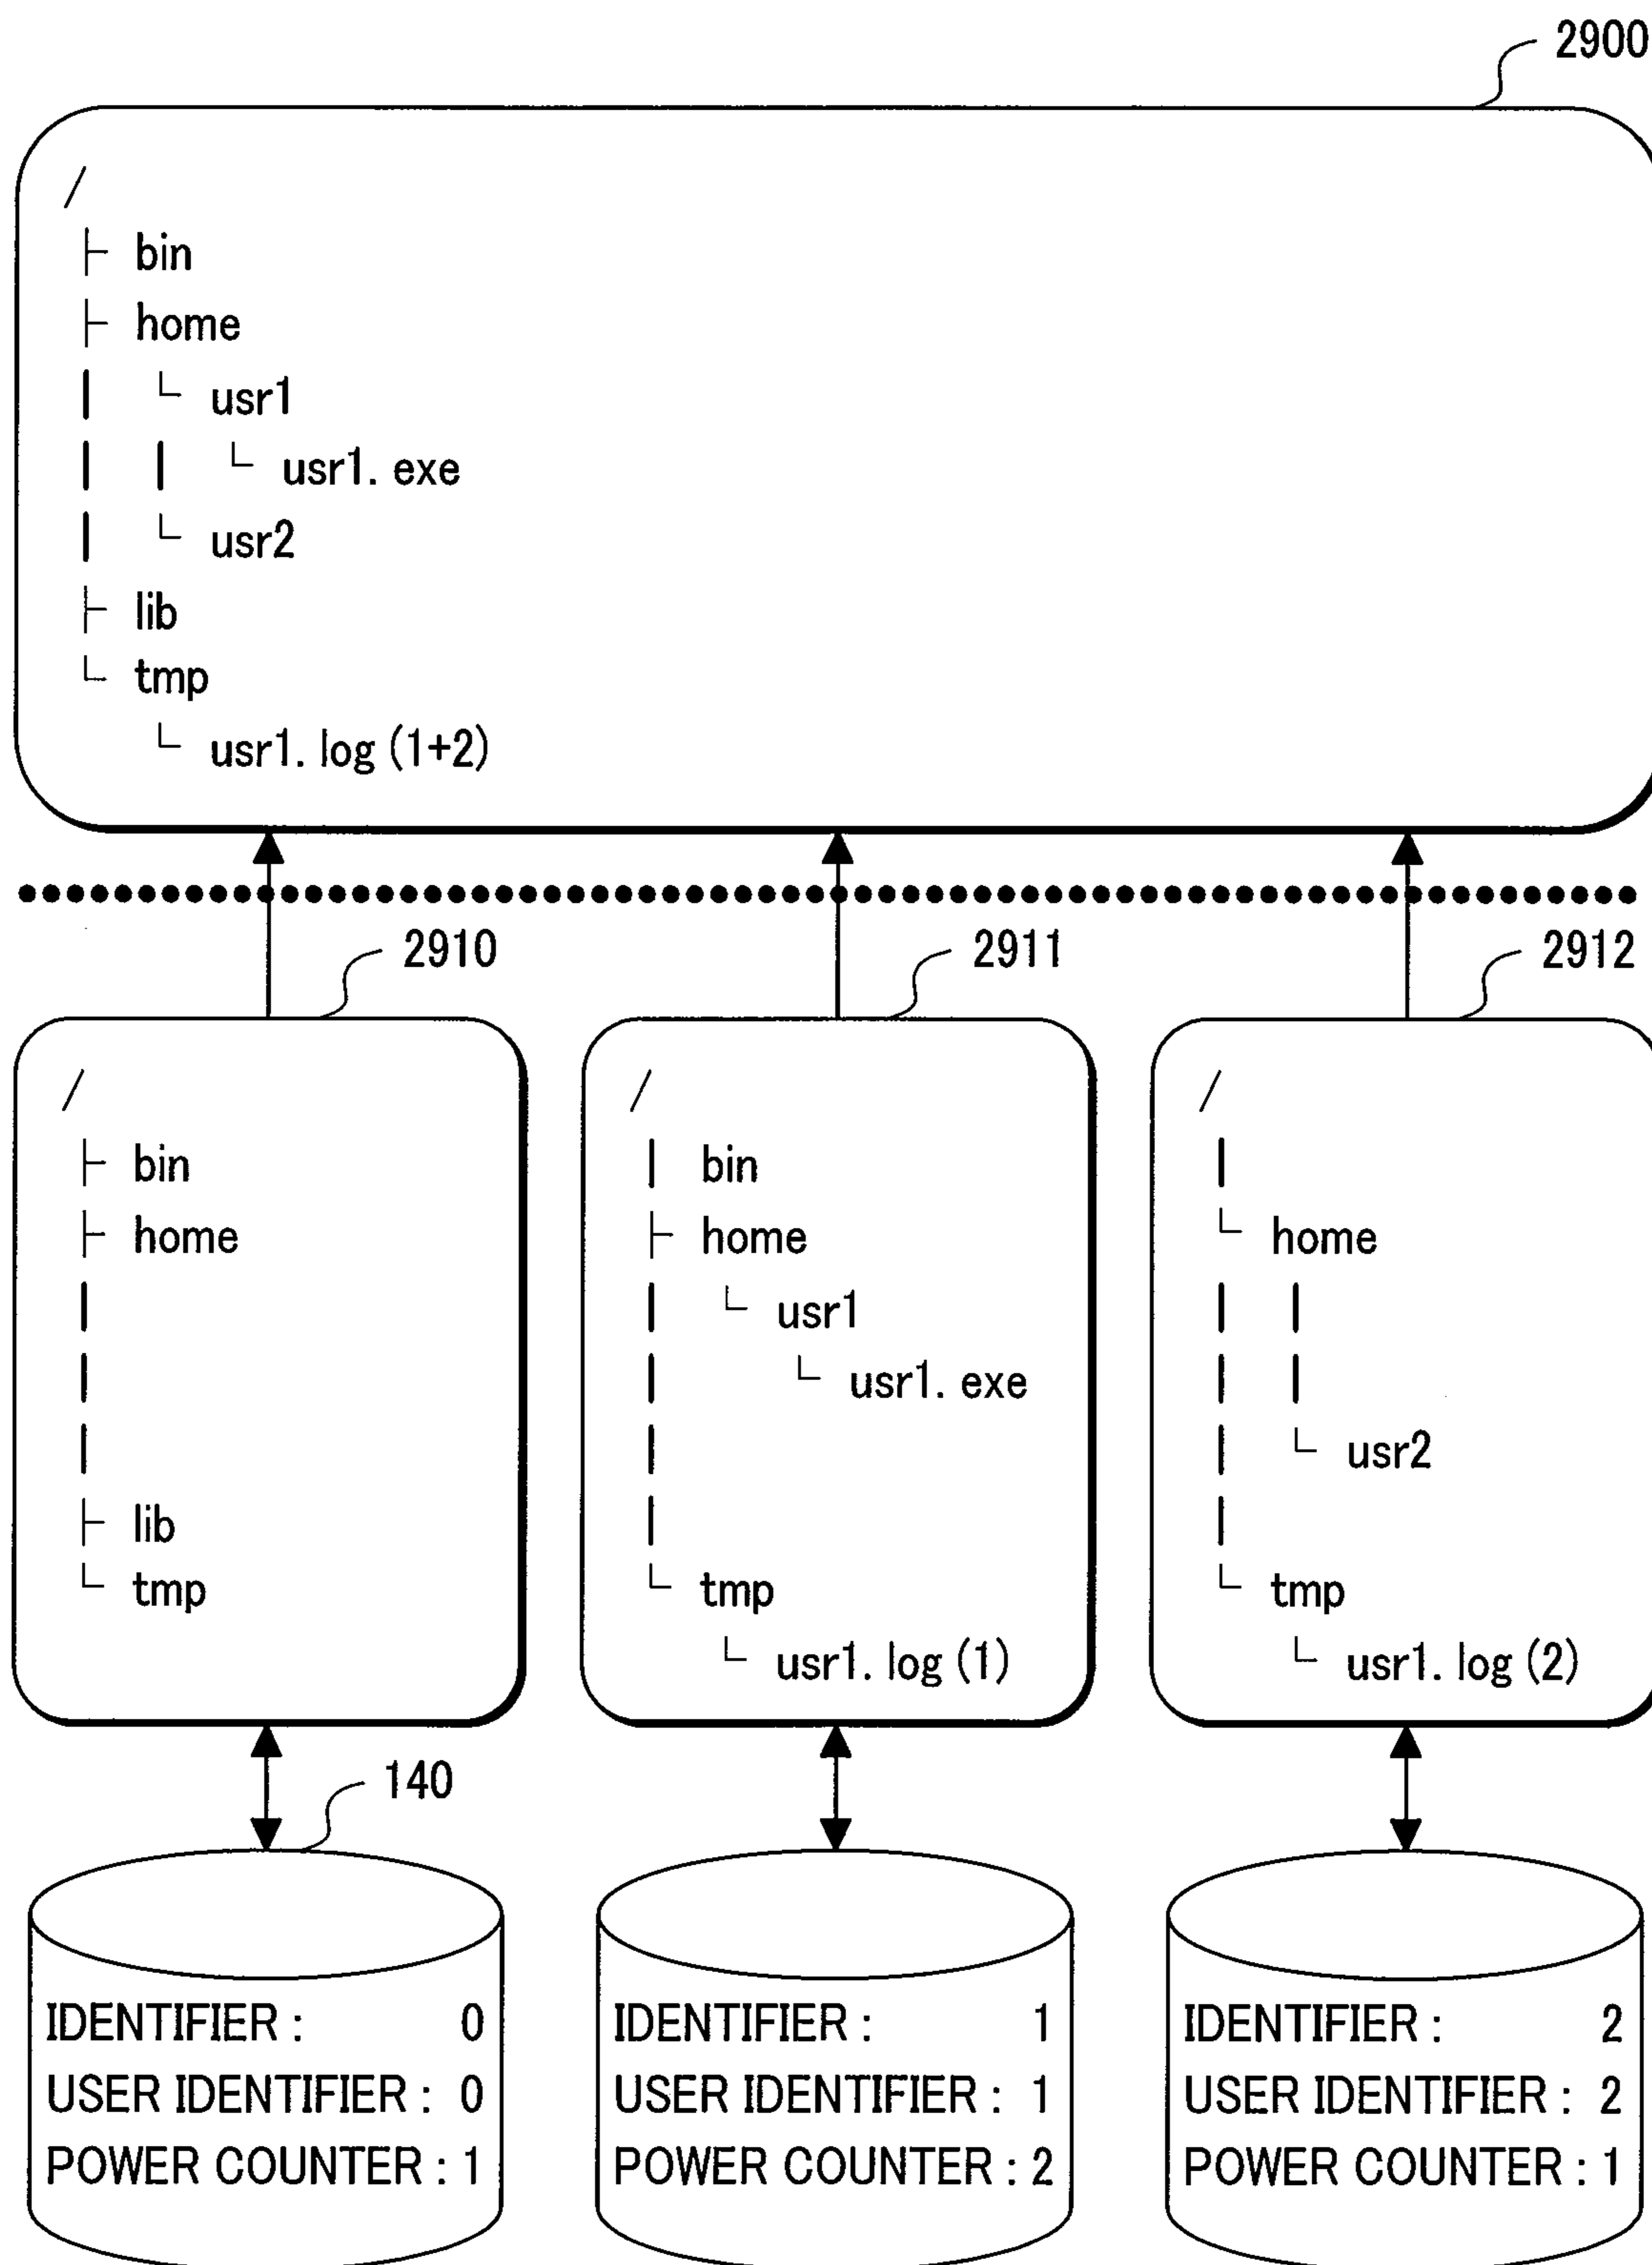 2900
/
├ bin
├ home
│ └ usr1
│ │ └ usr1. exe
│ └ usr2
├ lib
└ tmp
└ usr1. log (1+2)
2910
/
├ bin
├ home
│
│
│
├ lib
└ tmp
2911
/
│ bin
├ home
│ └ usr1
│ └ usr1. exe
│
│
└ tmp
└ usr1. log (1)
2912
/
│
└ home
│ │
│ │
│ └ usr2
│
└ tmp
└ usr1. log (2)
140
IDENTIFIER : 0
USER IDENTIFIER : 0
POWER COUNTER : 1
IDENTIFIER : 1
USER IDENTIFIER : 1
POWER COUNTER : 2
IDENTIFIER : 2
USER IDENTIFIER : 2
POWER COUNTER : 1